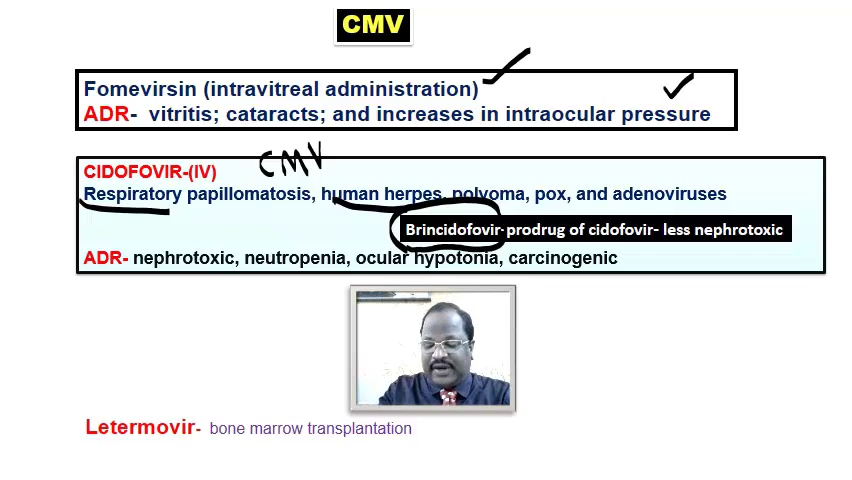 CMV
Fomevirsin (intravitreal administration)
ADR- vitritis; cataracts; and increases in intraocular pressure
CIDOFOVIR-(IV)
CMV
Respiratory papillomatosis, human herpes, polyoma, pox, and adenoviruses
Brincidofovir- prodrug of cidofovir- less nephrotoxic
ADR- nephrotoxic, neutropenia, ocular hypotonia, carcinogenic
Letermovir- bone marrow transplantation